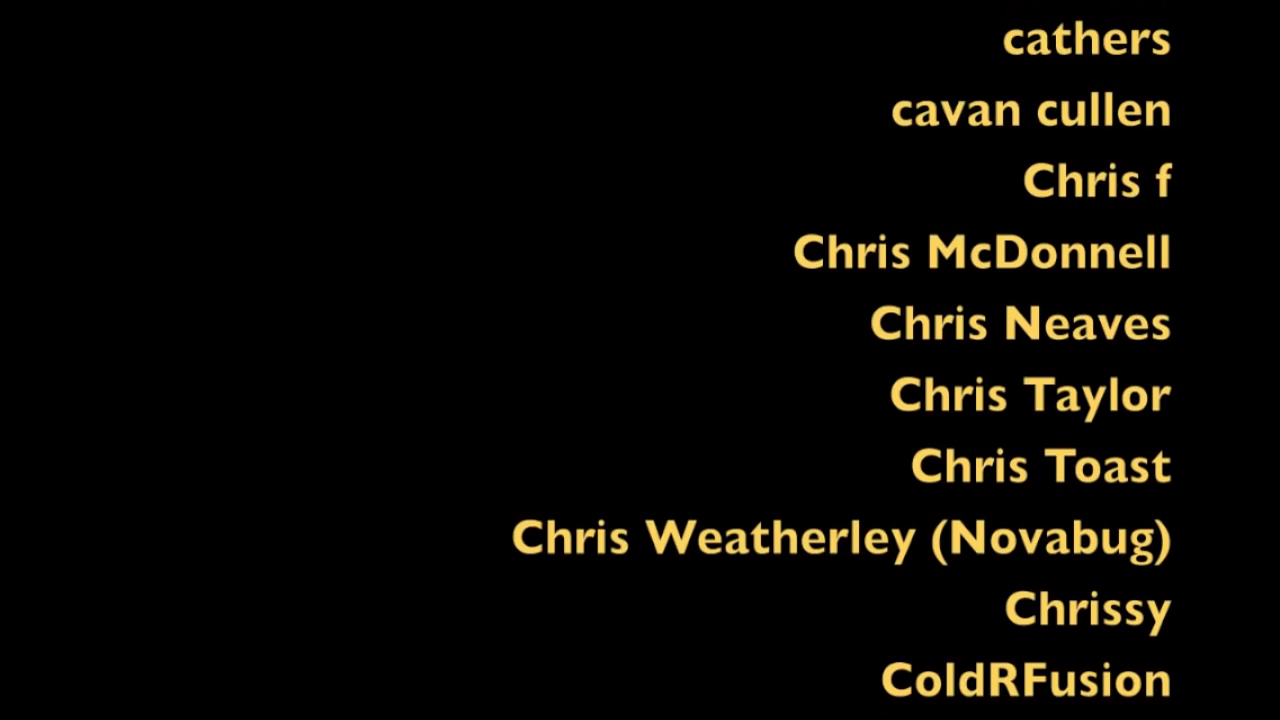 cathers
cavan cullen
Chris f
Chris McDonnell
Chris Neaves
Chris Taylor
Chris Toast
Chris Weatherley (Novabug)
Chrissy
ColdRFusion